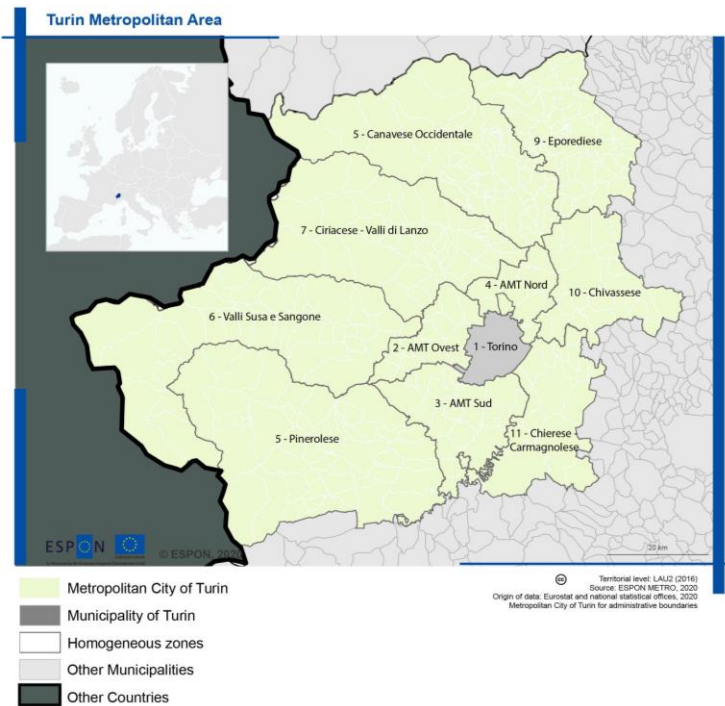 Turin Metropolitan Area
5 - Canavese Occidentale
9 - Eporediese
7 - Ciriacese - Valli di Lanzo
4 - AMT Nord
10 - Chivassese
6 - Valli Susa e Sangone
2 - AMT Ovest
1 - Torino
3 - AMT Sud
5 - Pinerolese
11 - Chierese -
Carmagnolese
ESPON
© ESPON, 2020
20 km
Metropolitan City of Turin
Municipality of Turin
Homogeneous zones
Other Municipalities
Other Countries
cc
Territorial level: LAU2 (2016)
Source: ESPON METRO, 2020
Origin of data: Eurostat and national statistical offices, 2020
Metropolitan City of Turin for administrative boundaries